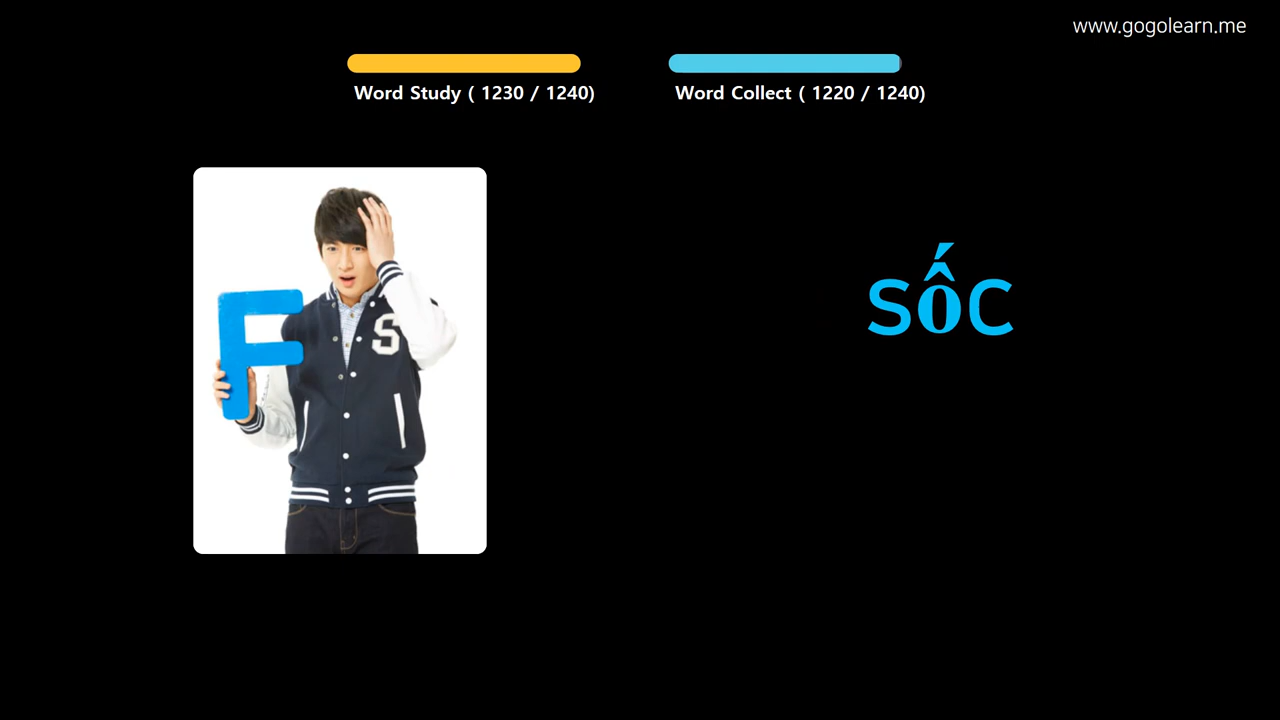 www.gogolearn.me
Word Study ( 1230 / 1240)
Word Collect ( 1220 / 1240)
sốc
F
S